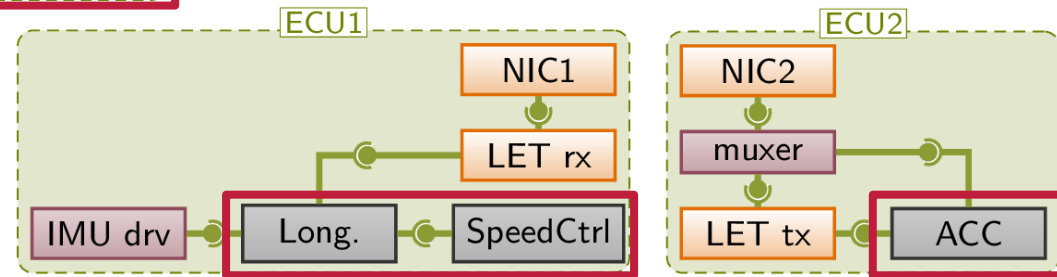 ECU1
ECU2
NIC1
NIC2
LET rx
muxer
IMU drv
Long.
SpeedCtrl
LET tx
ACC